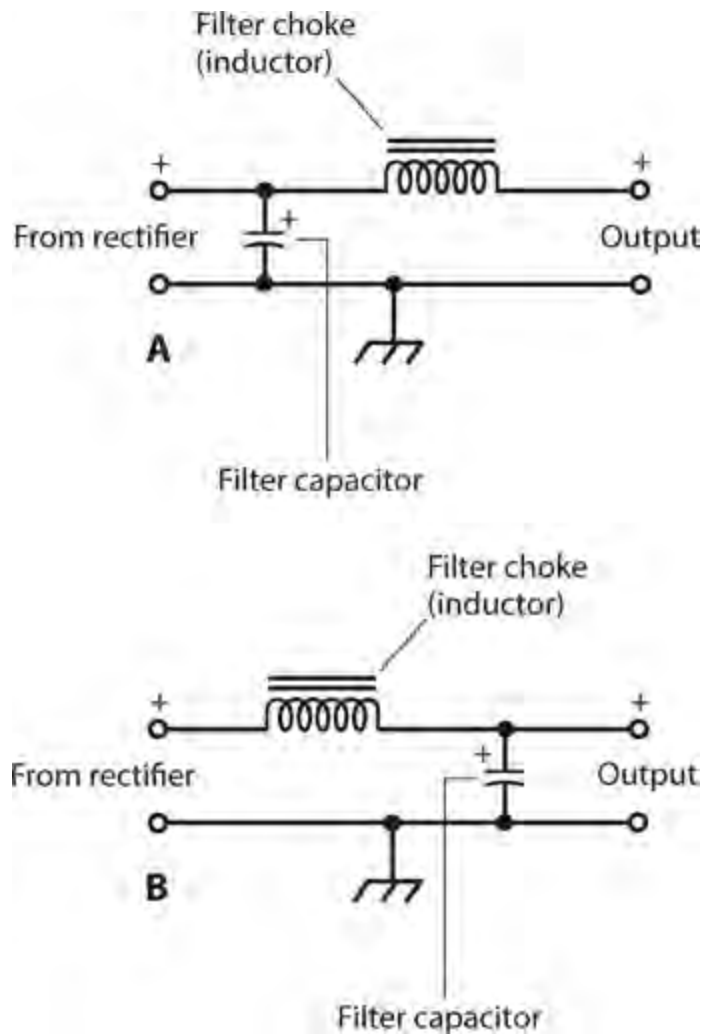 Filter choke
(inductor)
+ +
From rectifier + Output
A
Filter capacitor
Filter choke
(inductor)
+ +
From rectifier + Output
B
Filter capacitor